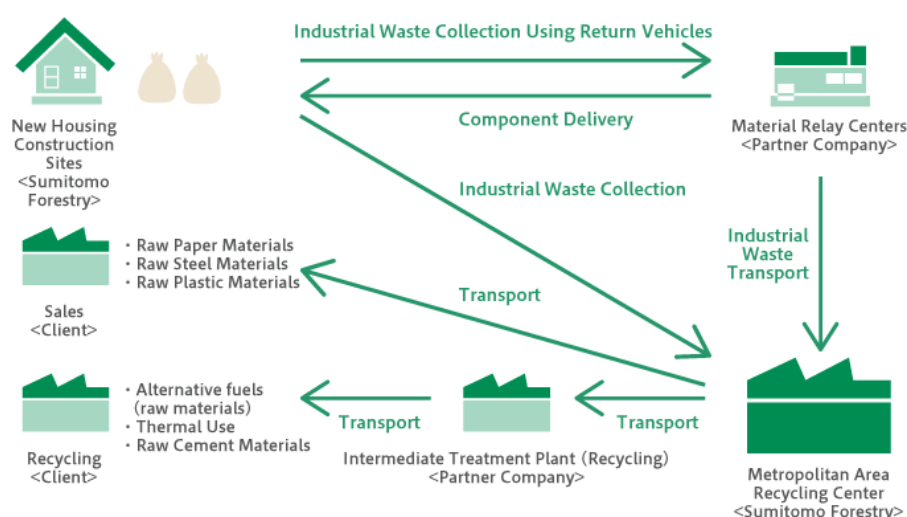 Industrial Waste Collection Using Return Vehicles
Component Delivery
New Housing
Construction
Sites
<Sumitomo
Forestry>
Material Relay Centers
<Partner Company>
Industrial Waste Collection
Industrial
Waste
Transport
・Raw Paper Materials
・Raw Steel Materials
・Raw Plastic Materials
Sales
<Client>
Transport
・Alternative fuels
(raw materials)
・Thermal Use
・Raw Cement Materials
Recycling
<Client>
Transport
Intermediate Treatment Plant (Recycling)
<Partner Company>
Transport
Metropolitan Area
Recycling Center
<Sumitomo Forestry>